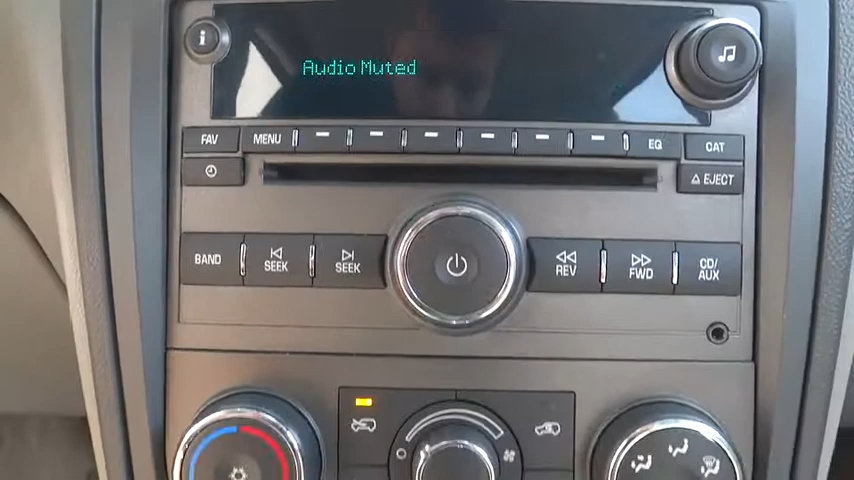 Audio Muted
FAV
MENU
EQ
CAT
EJECT
BAND
SEEK
SEEK
REV
FWD
CD/
AUX